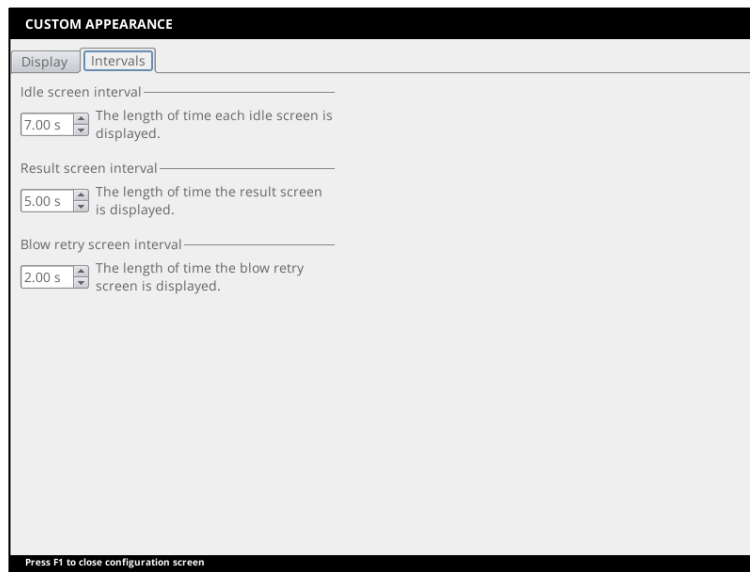 CUSTOM APPEARANCE
Display
Intervals
Idle screen interval
7.00 s
The length of time each idle screen is
displayed.
Result screen interval
5.00 s
The length of time the result screen
is displayed.
Blow retry screen interval
2.00 s
The length of time the blow retry
screen is displayed.
Press F1 to close configuration screen